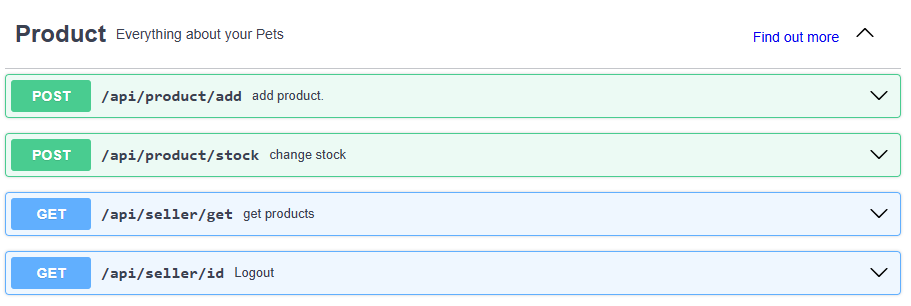 Product Everything about your Pets Find out more
POST /api/product/add add product.
POST /api/product/stock change stock
GET /api/seller/get get products
GET /api/seller/id Logout